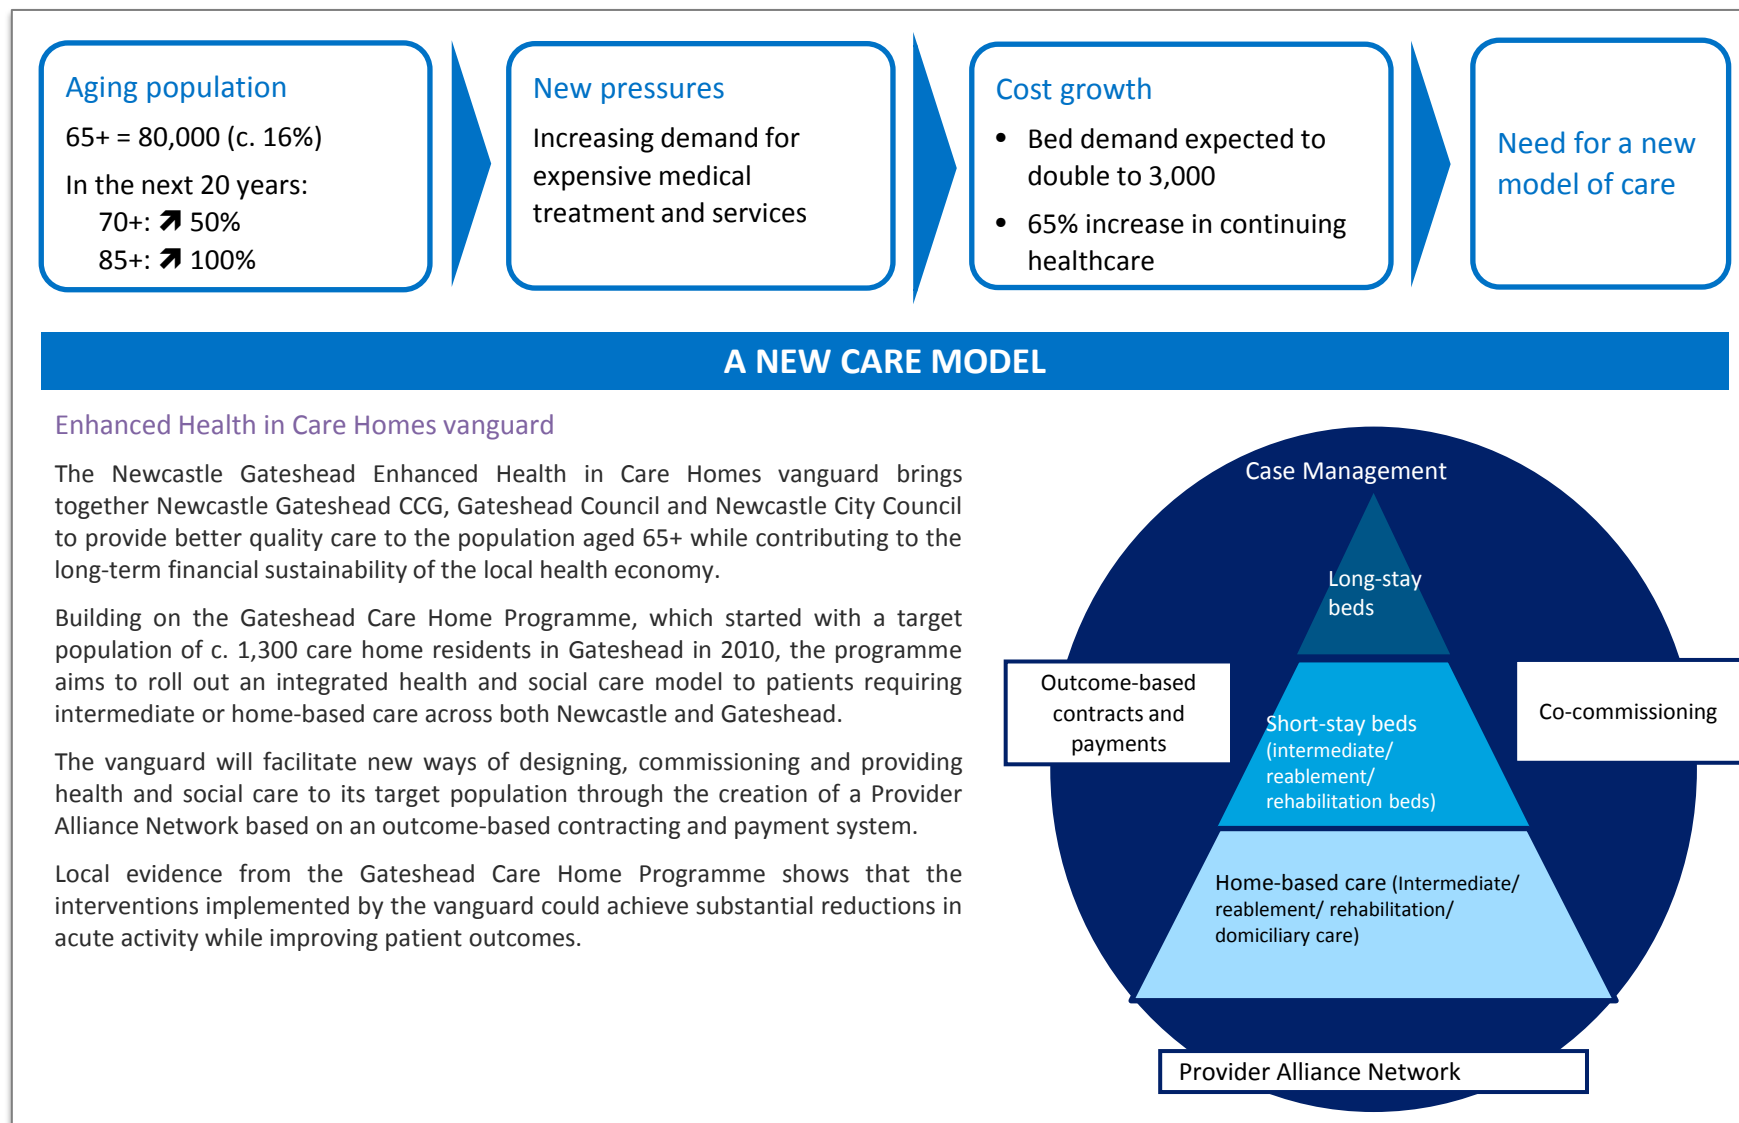 Aging population
65+ = 80,000 (c. 16%)
In the next 20 years:
70+: ↗ 50%
85+: ↗ 100%
New pressures
Increasing demand for
expensive medical
treatment and services
Cost growth
• Bed demand expected to
double to 3,000
• 65% increase in continuing
healthcare
Need for a new
model of care
A NEW CARE MODEL
Enhanced Health in Care Homes vanguard
The Newcastle Gateshead Enhanced Health in Care Homes vanguard brings
together Newcastle Gateshead CCG, Gateshead Council and Newcastle City Council
to provide better quality care to the population aged 65+ while contributing to the
long-term financial sustainability of the local health economy.
Building on the Gateshead Care Home Programme, which started with a target
population of c. 1,300 care home residents in Gateshead in 2010, the programme
aims to roll out an integrated health and social care model to patients requiring
intermediate or home-based care across both Newcastle and Gateshead.
The vanguard will facilitate new ways of designing, commissioning and providing
health and social care to its target population through the creation of a Provider
Alliance Network based on an outcome-based contracting and payment system.
Local evidence from the Gateshead Care Home Programme shows that the
interventions implemented by the vanguard could achieve substantial reductions in
acute activity while improving patient outcomes.
Case Management
Long-stay
beds
Outcome-based
contracts and
payments
Co-commissioning
Short-stay beds
(intermediate/
reablement/
rehabilitation beds)
Home-based care (Intermediate/
reablement/ rehabilitation/
domiciliary care)
Provider Alliance Network